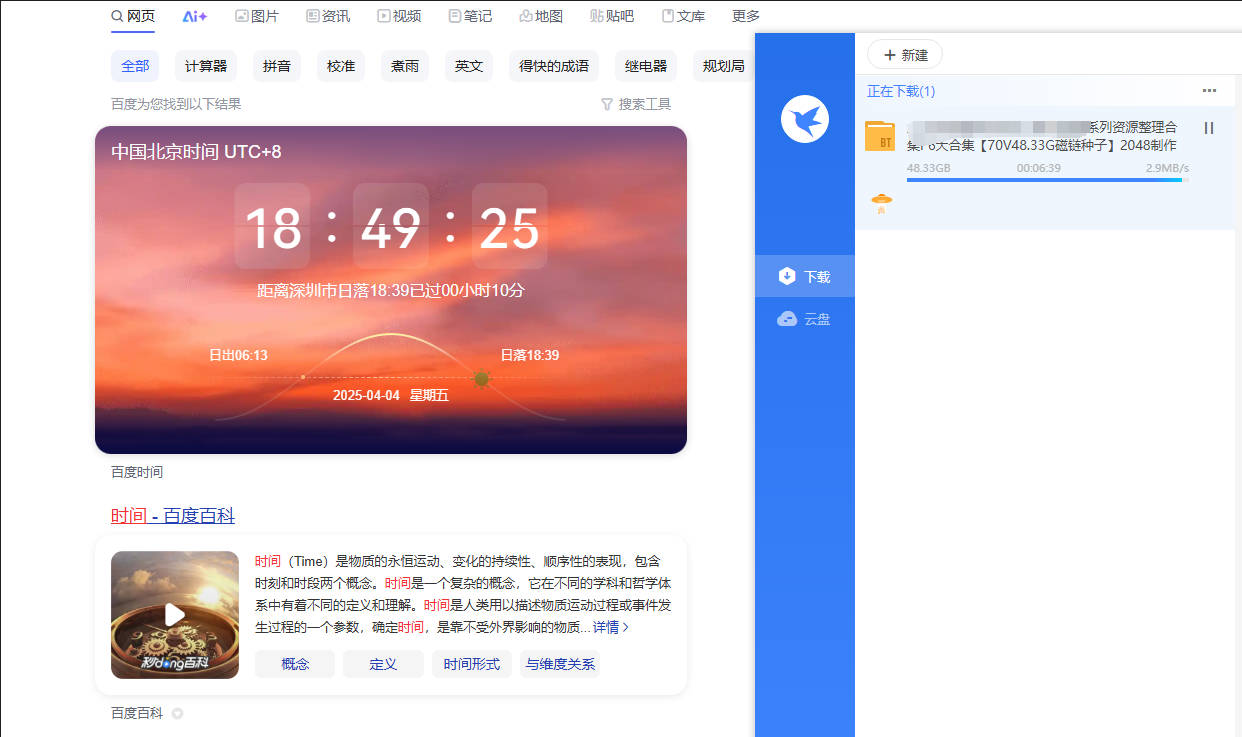 网页 Ai+ 图片 资讯 视频 笔记 地图 贴吧 文库 更多
全部 计算器 拼音 校准 煮雨 英文 得快的成语 继电器 规划局
百度为您找到以下结果 搜索工具
中国北京时间 UTC+8
18 : 49 : 25
距离深圳市日落18:39已过00小时10分
日出06:13 日落18:39
2025-04-04 星期五
百度时间
时间 - 百度百科
时间（Time）是物质的永恒运动、变化的持续性、顺序性的表现，包含
时刻和时段两个概念。时间是一个复杂的概念，它在不同的学科和哲学体
系中有着不同的定义和理解。时间是人类用以描述物质运动过程或事件发
生过程的一个参数，确定时间，是靠不受外界影响的物质... 详情 >
秒dong百科
概念 定义 时间形式 与维度关系
百度百科
+ 新建
正在下载(1)
BT
系列资源整理合
集F6大合集【70V48.33G磁链种子】2048制作
48.33GB 00:06:39 2.9MB/s
下载
云盘